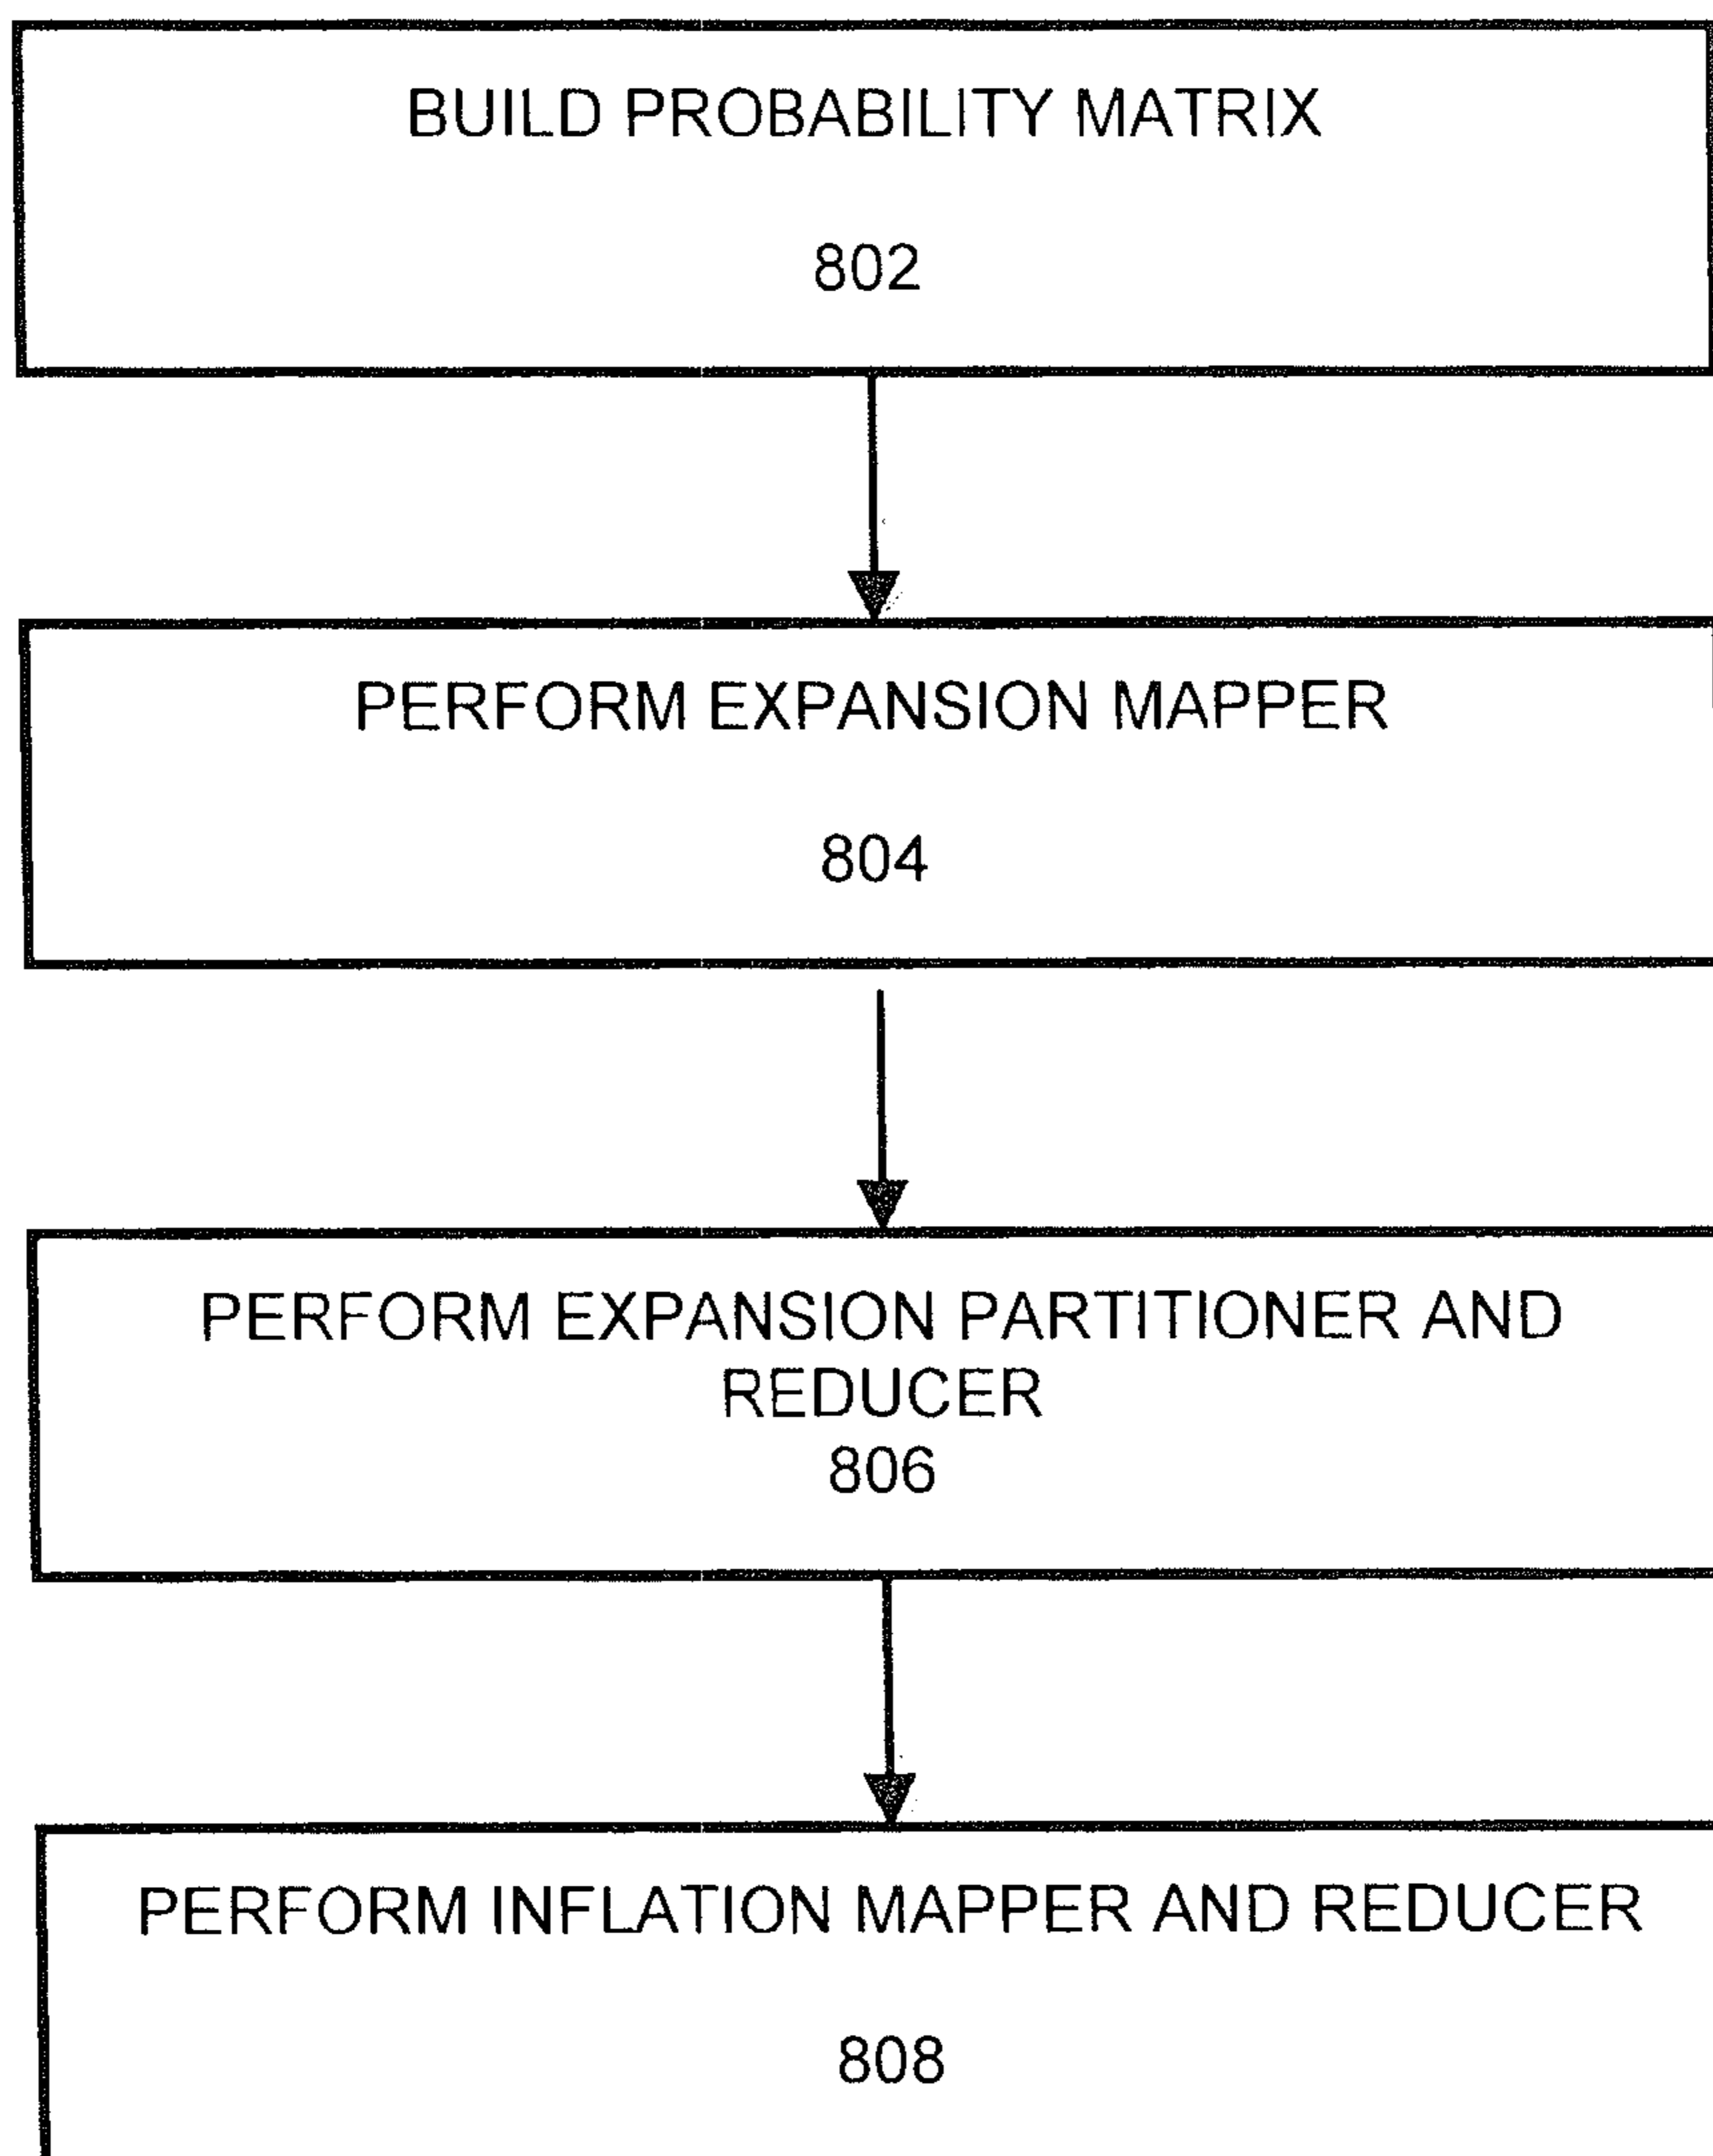 BUILD PROBABILITY MATRIX
802
PERFORM EXPANSION MAPPER
804
PERFORM EXPANSION PARTITIONER AND
REDUCER
806
PERFORM INFLATION MAPPER AND REDUCER
808